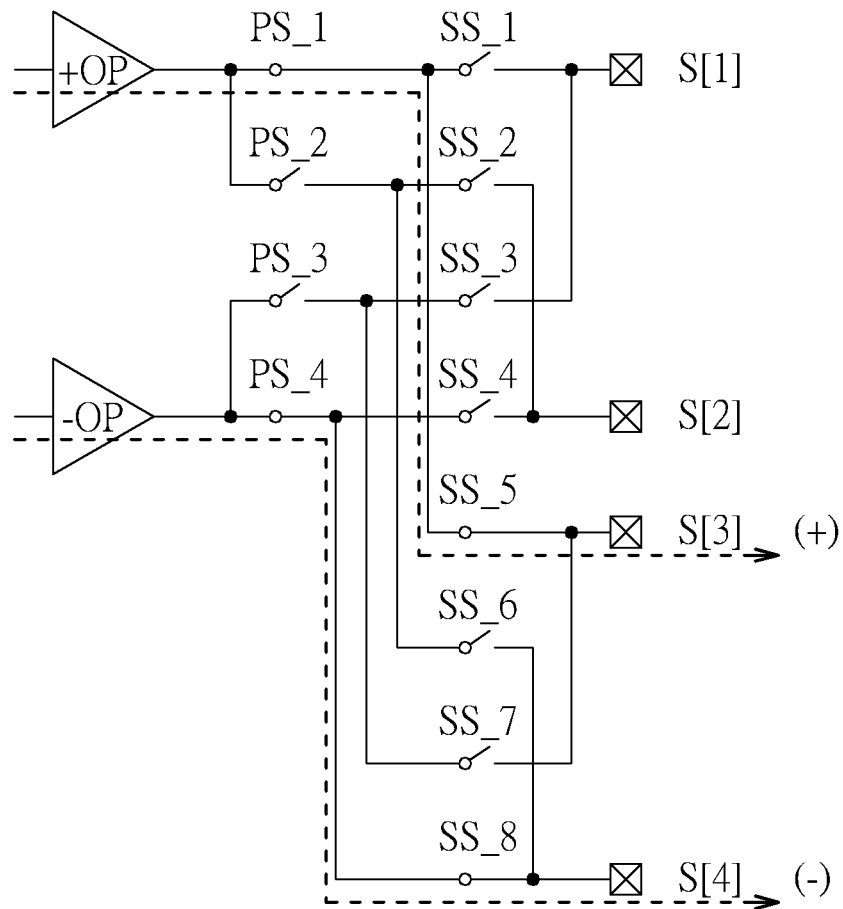 PS_1 SS_1
+OP S[1]
PS_2 SS_2
PS_3 SS_3
PS_4 SS_4
-OP S[2]
SS_5
S[3] (+)
SS_6
SS_7
SS_8
S[4] (-)